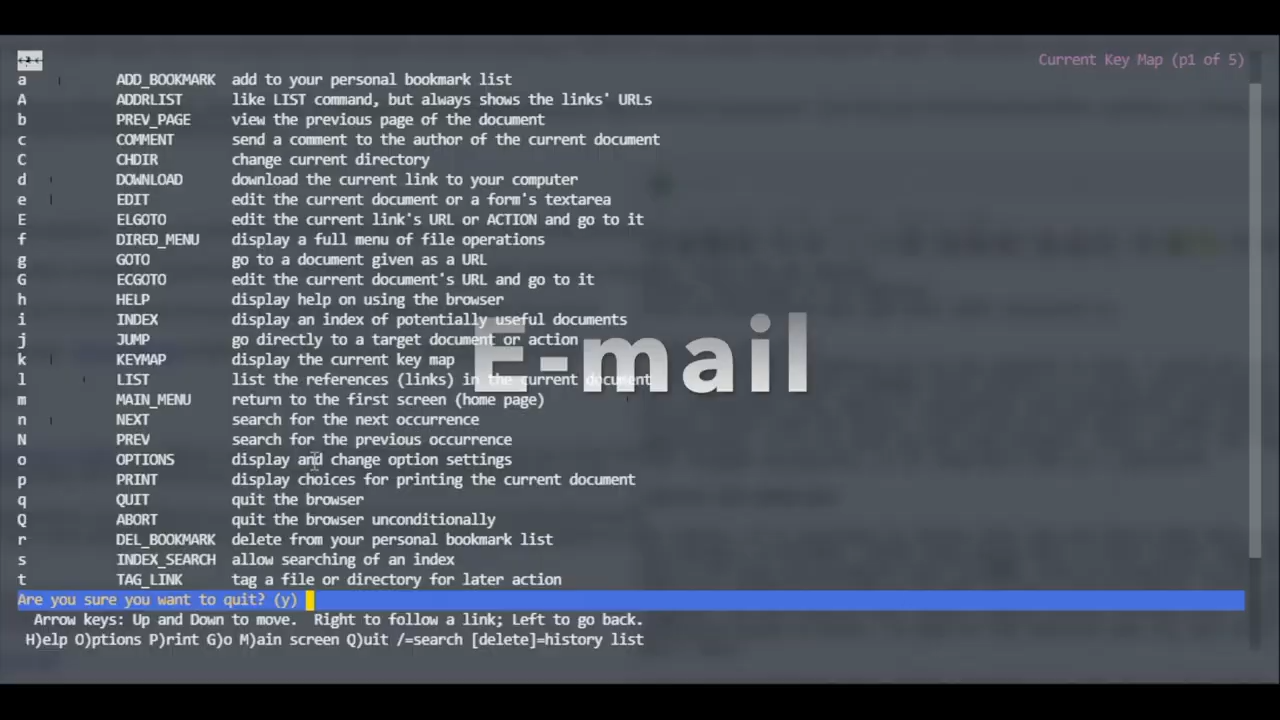 Current Key Map (p1 of 5)
a ADD_BOOKMARK add to your personal bookmark list
A ADDRLIST like LIST command, but always shows the links' URLs
b PREV_PAGE view the previous page of the document
c COMMENT send a comment to the author of the current document
C CHDIR change current directory
d DOWNLOAD download the current link to your computer
e EDIT edit the current document or a form's textarea
E ELGOTO edit the current link's URL or ACTION and go to it
f DIRED_MENU display a full menu of file operations
g GOTO go to a document given as a URL
G ECGOTO edit the current document's URL and go to it
h HELP display help on using the browser
i INDEX display an index of potentially useful documents
j JUMP go directly to a target document or action
k KEYMAP display the current key map
l LIST list the references (links) in the current document
m MAIN_MENU return to the first screen (home page)
n NEXT search for the next occurrence
N PREV search for the previous occurrence
o OPTIONS display and change option settings
p PRINT display choices for printing the current document
q QUIT quit the browser
Q ABORT quit the browser unconditionally
r DEL_BOOKMARK delete from your personal bookmark list
s INDEX_SEARCH allow searching of an index
t TAG_LINK tag a file or directory for later action
Are you sure you want to quit? (y)
Arrow keys: Up and Down to move. Right to follow a link; Left to go back.
H)elp O)ptions P)rint G)o M)ain screen Q)uit /=search [delete]=history list
E-mail